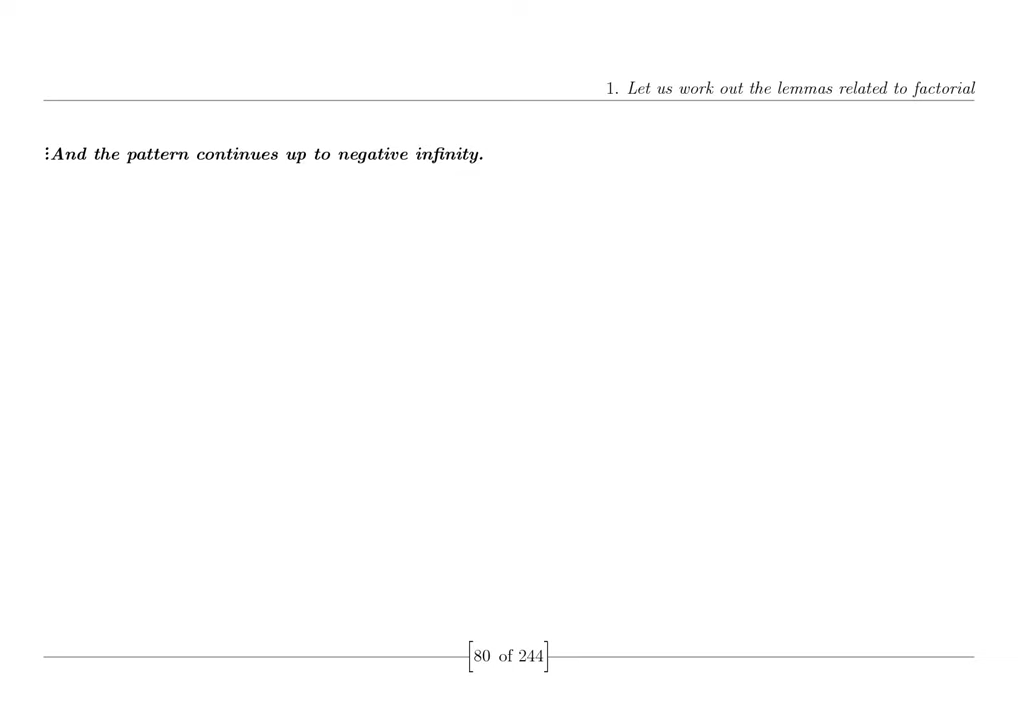 1. Let us work out the lemmas related to factorial
⋮And the pattern continues up to negative infinity.
[80 of 244]